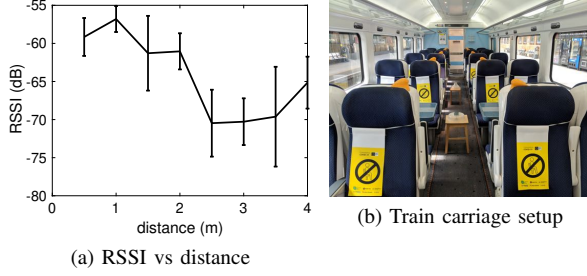 -55
-60
-65
-70
-75
-80
RSSI (dB)
0 1 2 3 4
distance (m)
(a) RSSI vs distance
(b) Train carriage setup